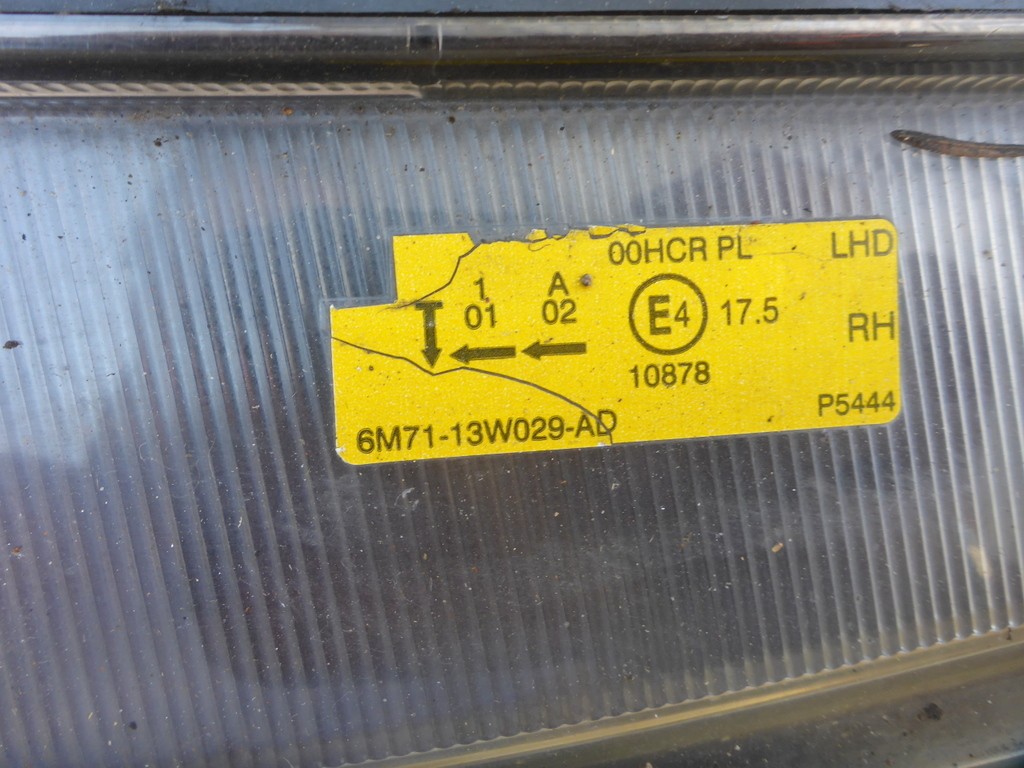 00HCR PL LHD
1 A
01 02 E4 17.5 RH
10878
6M71-13W029-AD P5444